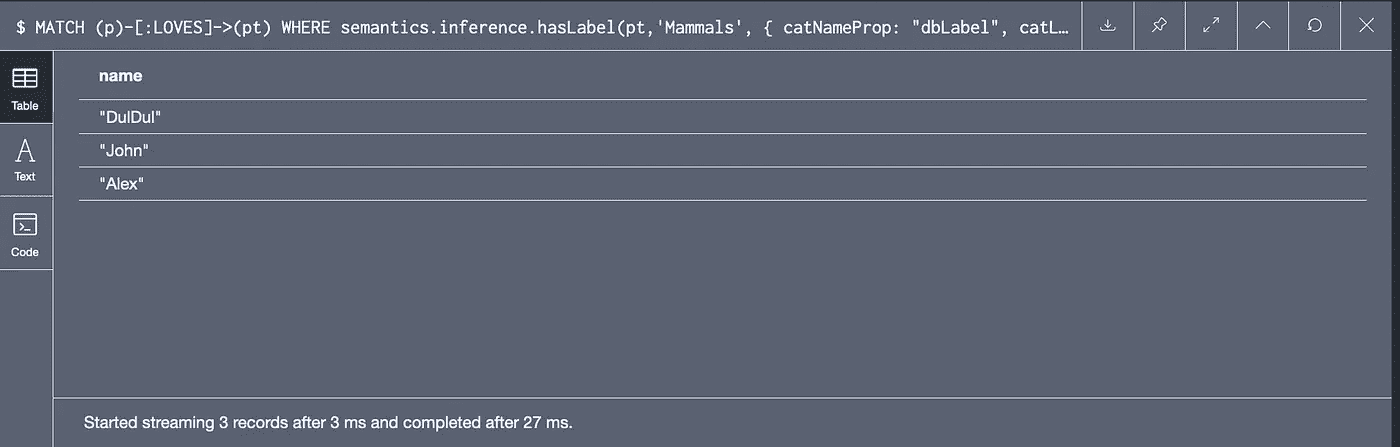 $ MATCH (p)-[:LOVES]->(pt) WHERE semantics.inference.hasLabel(pt,'Mammals', { catNameProp: "dbLabel", catL…
Table
name
"DulDul"
"John"
"Alex"
A
Text
Code
Started streaming 3 records after 3 ms and completed after 27 ms.